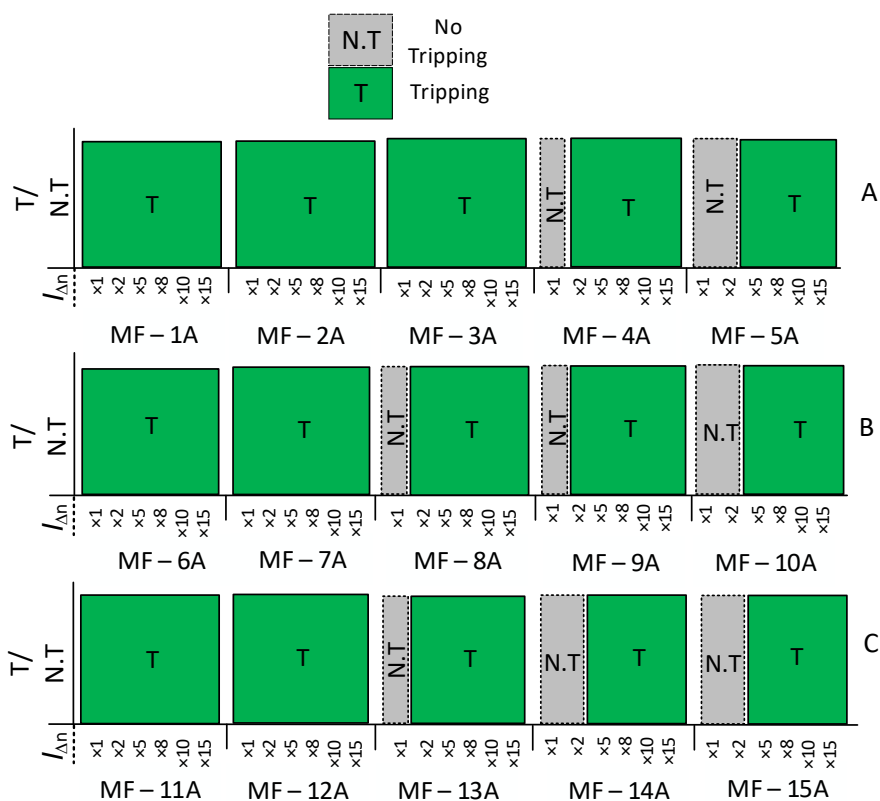 N.T No Tripping
T Tripping
T/ N.T T T T N.T T N.T T A
IΔn ×1 ×2 ×5 ×8 ×10 ×15 ×1 ×2 ×5 ×8 ×10 ×15 ×1 ×2 ×5 ×8 ×10 ×15 ×1 ×2 ×5 ×8 ×10 ×15 ×1 ×2 ×5 ×8 ×10 ×15
MF – 1A MF – 2A MF – 3A MF – 4A MF – 5A
T/ N.T T T N.T T N.T T N.T T B
IΔn ×1 ×2 ×5 ×8 ×10 ×15 ×1 ×2 ×5 ×8 ×10 ×15 ×1 ×2 ×5 ×8 ×10 ×15 ×1 ×2 ×5 ×8 ×10 ×15 ×1 ×2 ×5 ×8 ×10 ×15
MF – 6A MF – 7A MF – 8A MF – 9A MF – 10A
T/ N.T T T N.T T N.T T N.T T C
IΔn ×1 ×2 ×5 ×8 ×10 ×15 ×1 ×2 ×5 ×8 ×10 ×15 ×1 ×2 ×5 ×8 ×10 ×15 ×1 ×2 ×5 ×8 ×10 ×15 ×1 ×2 ×5 ×8 ×10 ×15
MF – 11A MF – 12A MF – 13A MF – 14A MF – 15A